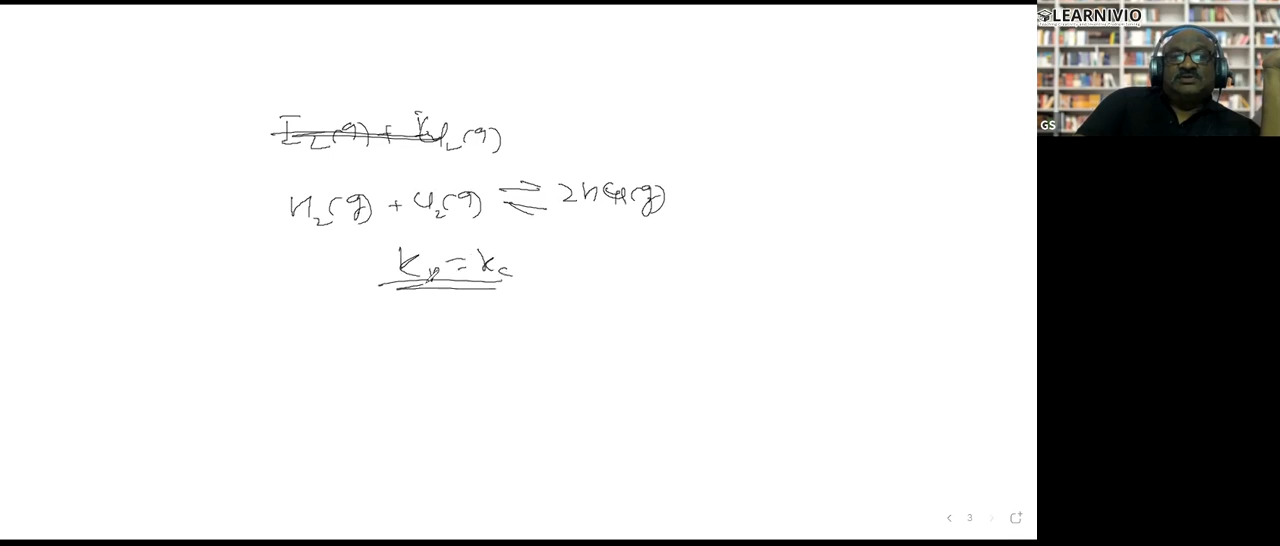 I₂(g) + Cl₂(g)
H₂(g) + Cl₂(g) ⇌ 2HCl(g)
Kp = Kc
LEARNIVIO
GS
3